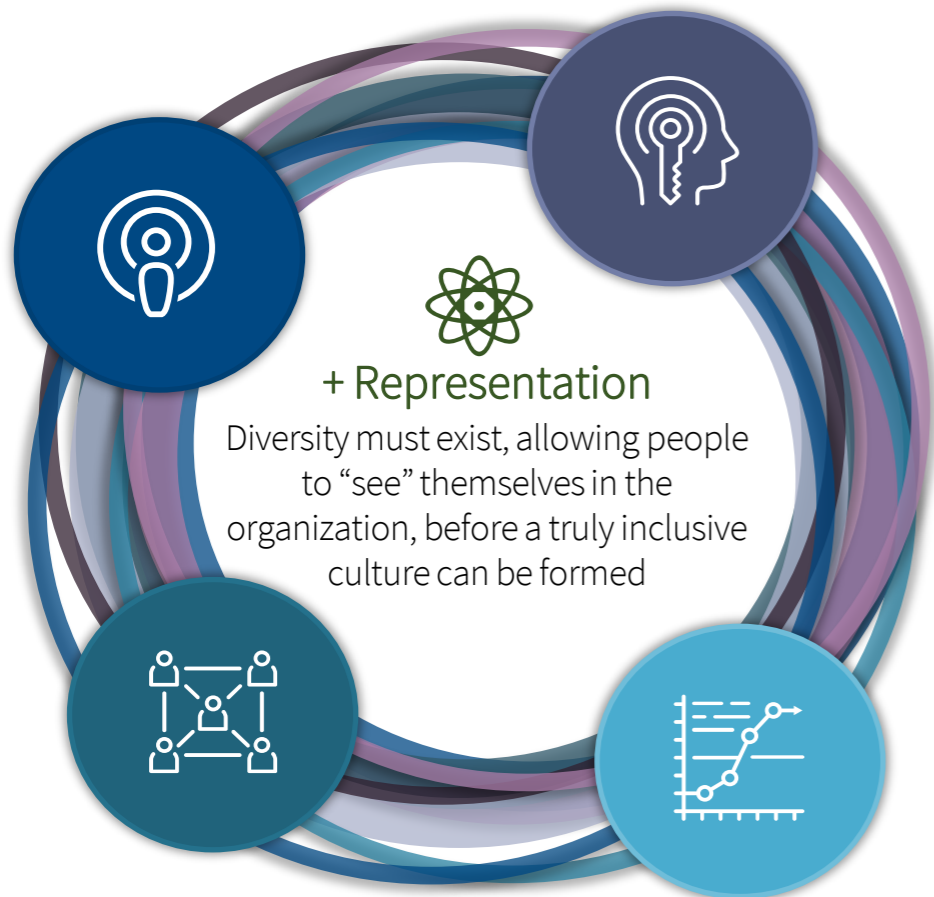 + Representation
Diversity must exist, allowing people
to “see” themselves in the
organization, before a truly inclusive
culture can be formed